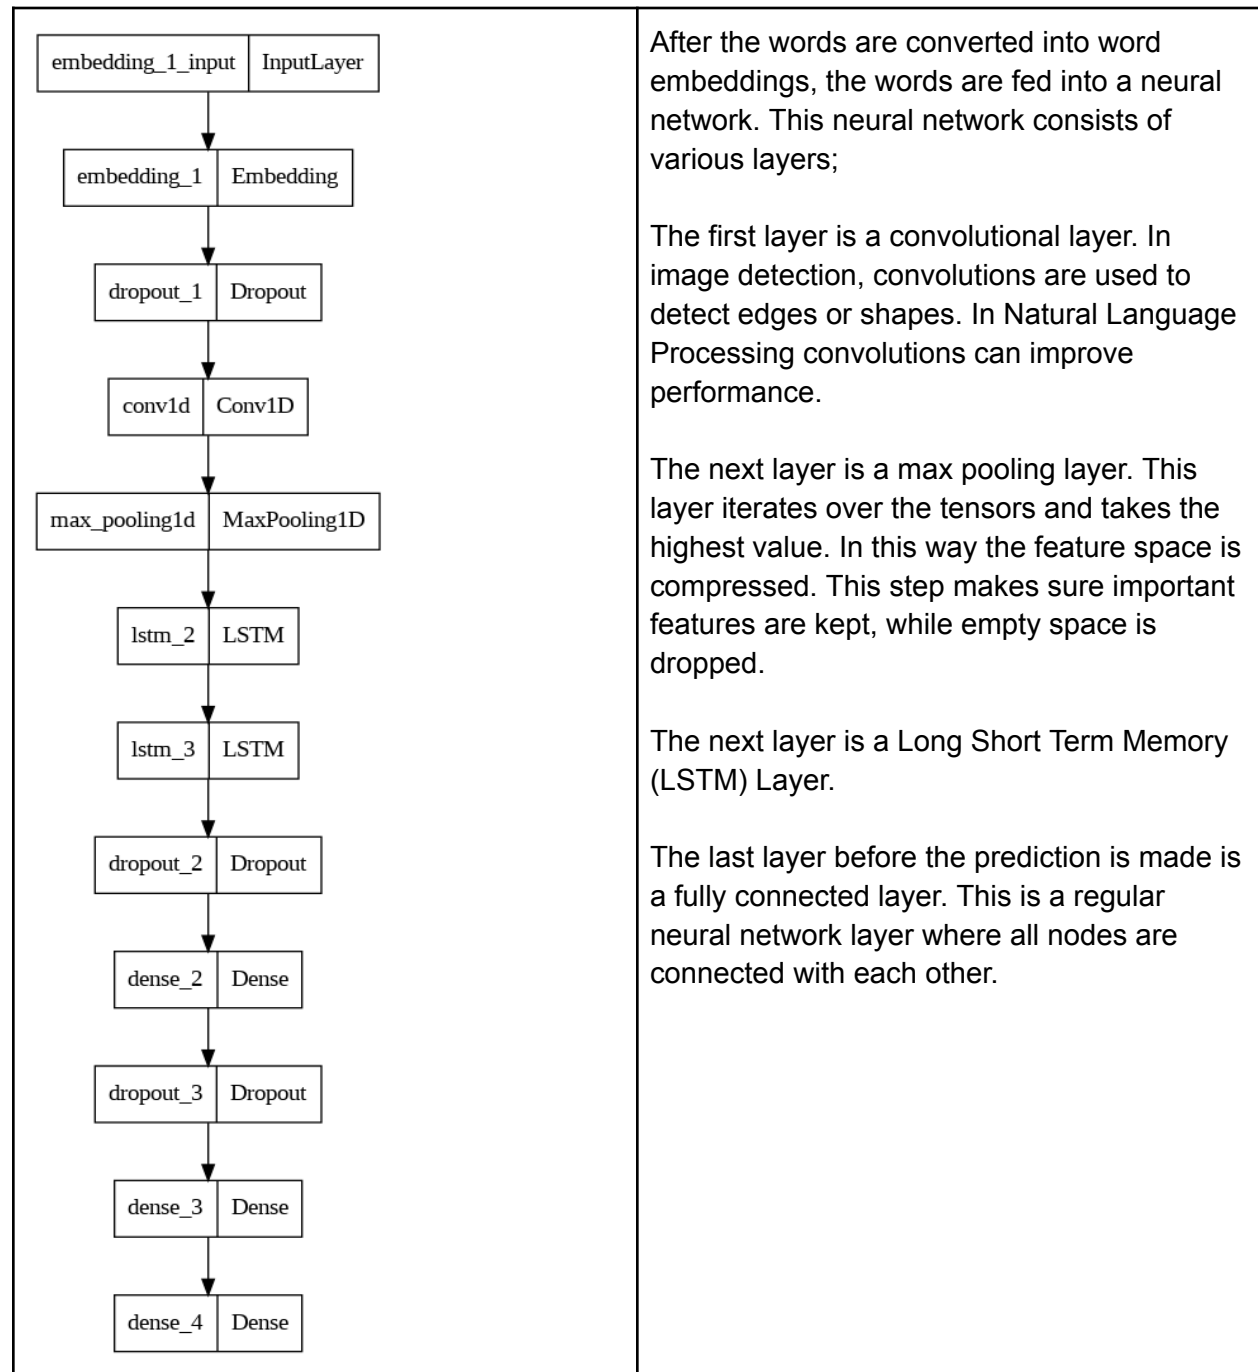 embedding_1_input InputLayer
embedding_1 Embedding
dropout_1 Dropout
conv1d Conv1D
max_pooling1d MaxPooling1D
lstm_2 LSTM
lstm_3 LSTM
dropout_2 Dropout
dense_2 Dense
dropout_3 Dropout
dense_3 Dense
dense_4 Dense
After the words are converted into word
embeddings, the words are fed into a neural
network. This neural network consists of
various layers;
The first layer is a convolutional layer. In
image detection, convolutions are used to
detect edges or shapes. In Natural Language
Processing convolutions can improve
performance.
The next layer is a max pooling layer. This
layer iterates over the tensors and takes the
highest value. In this way the feature space is
compressed. This step makes sure important
features are kept, while empty space is
dropped.
The next layer is a Long Short Term Memory
(LSTM) Layer.
The last layer before the prediction is made is
a fully connected layer. This is a regular
neural network layer where all nodes are
connected with each other.